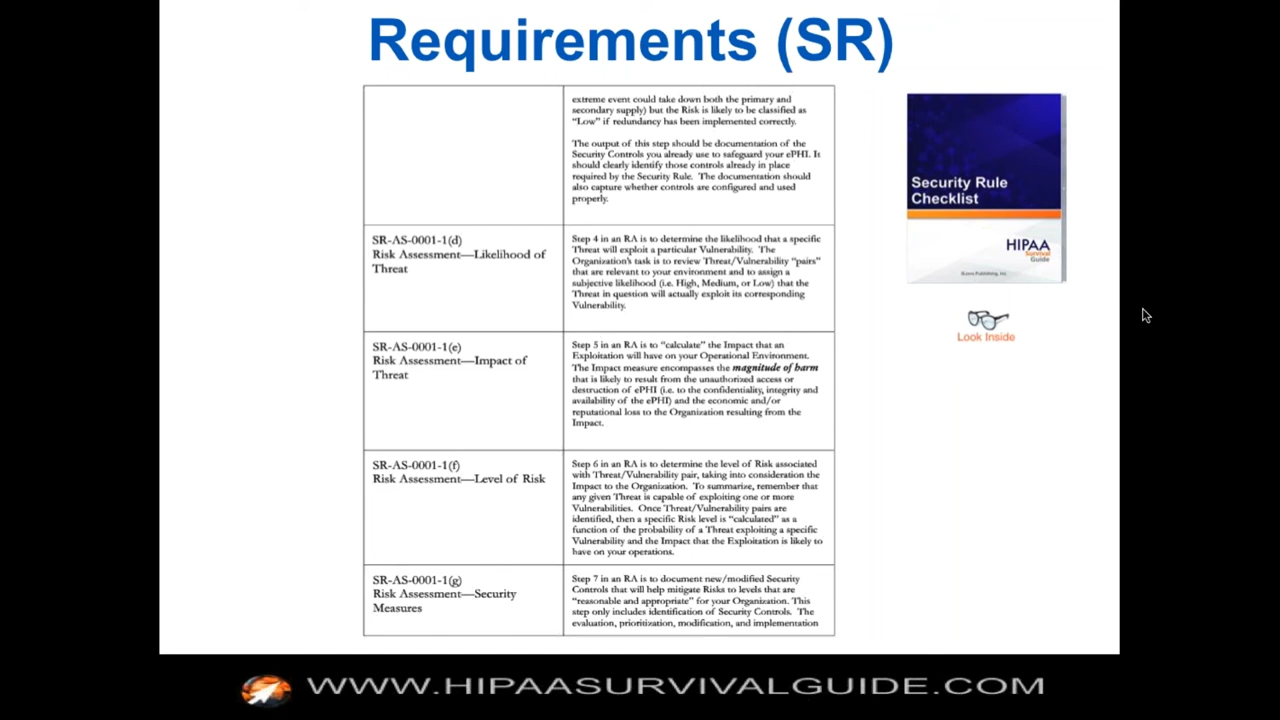 Requirements (SR)
extreme event could take down both the primary and
secondary supply) but the Risk is likely to be classified as
“Low” if redundancy has been implemented correctly.
The output of this step should be documentation of the
Security Controls you already use to safeguard your ePHI. It
should clearly identify those controls already in place
required by the Security Rule. The documentation should
also capture whether controls are configured and used
properly.
SR-AS-0001-1(d)
Risk Assessment—Likelihood of
Threat
Step 4 in an RA is to determine the likelihood that a specific
Threat will exploit a particular Vulnerability. The
Organization's task is to review Threat/Vulnerability “pairs”
that are relevant to your environment and to assign a
subjective likelihood (i.e. High, Medium, or Low) that the
Threat in question will actually exploit its corresponding
Vulnerability.
SR-AS-0001-1(e)
Risk Assessment—Impact of
Threat
Step 5 in an RA is to “calculate” the Impact that an
Exploitation will have on your Operational Environment.
The Impact measure encompasses the magnitude of harm
that is likely to result from the unauthorized access or
destruction of ePHI (i.e. to the confidentiality, integrity and
availability of the ePHI) and the economic and/or
reputational loss to the Organization resulting from the
Impact.
SR-AS-0001-1(f)
Risk Assessment—Level of Risk
Step 6 in an RA is to determine the level of Risk associated
with Threat/Vulnerability pair, taking into consideration the
Impact to the Organization. To summarize, remember that
any given Threat is capable of exploiting one or more
Vulnerabilities. Once Threat/Vulnerability pairs are
identified, then a specific Risk level is “calculated” as a
function of the probability of a Threat exploiting a specific
Vulnerability and the Impact that the Exploitation is likely to
have on your operations.
SR-AS-0001-1(g)
Risk Assessment—Security
Measures
Step 7 in an RA is to document new/modified Security
Controls that will help mitigate Risks to levels that are
“reasonable and appropriate” for your Organization. This
step only includes identification of Security Controls. The
evaluation, prioritization, modification, and implementation
Security Rule
Checklist
HIPAA
Survival
Guide
Publishing, Inc.
Look Inside
WWW.HIPAASURVIVALGUIDE.COM